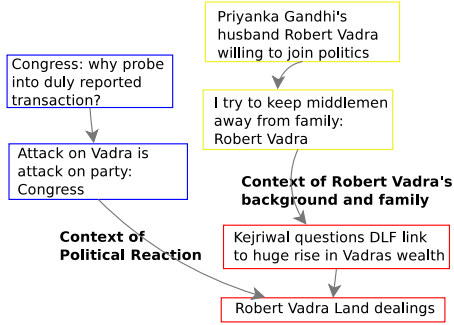 Priyanka Gandhi's
husband Robert Vadra
willing to join politics
Congress: why probe
into duly reported
transaction?
I try to keep middlemen
away from family:
Robert Vadra
Attack on Vadra is
attack on party:
Congress
Context of Robert Vadra's
background and family
Context of
Political Reaction
Kejriwal questions DLF link
to huge rise in Vadras wealth
Robert Vadra Land dealings